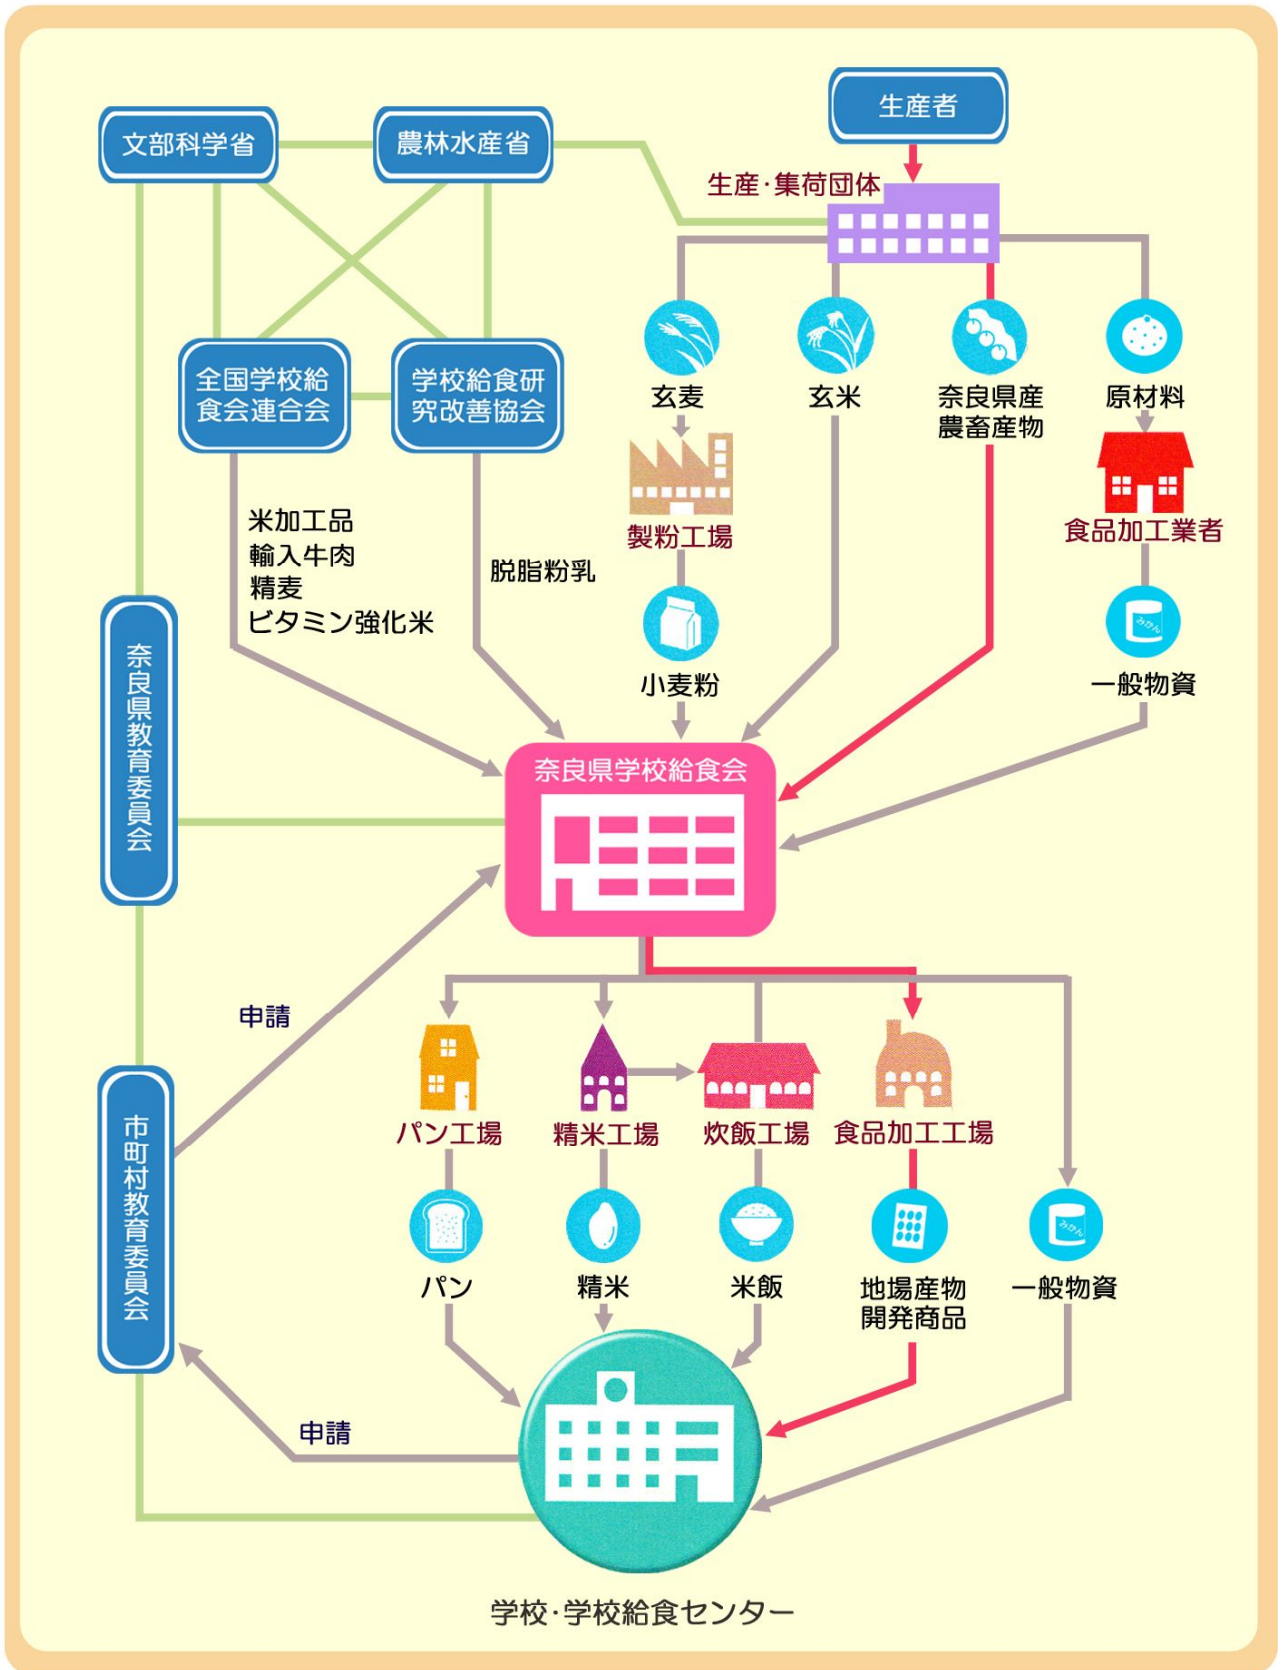 生産者
文部科学省
農林水産省
生産・集荷団体
全国学校給
食会連合会
学校給食研
究改善協会
玄麦
玄米
奈良県産
農畜産物
原材料
製粉工場
食品加工業者
米加工品
輸入牛肉
精麦
ビタミン強化米
脱脂粉乳
みかん
小麦粉
一般物資
奈良県教育委員会
奈良県学校給食会
申請
市町村教育委員会
パン工場
精米工場
炊飯工場
食品加工工場
みかん
パン
精米
米飯
地場産物
開発商品
一般物資
申請
学校・学校給食センター